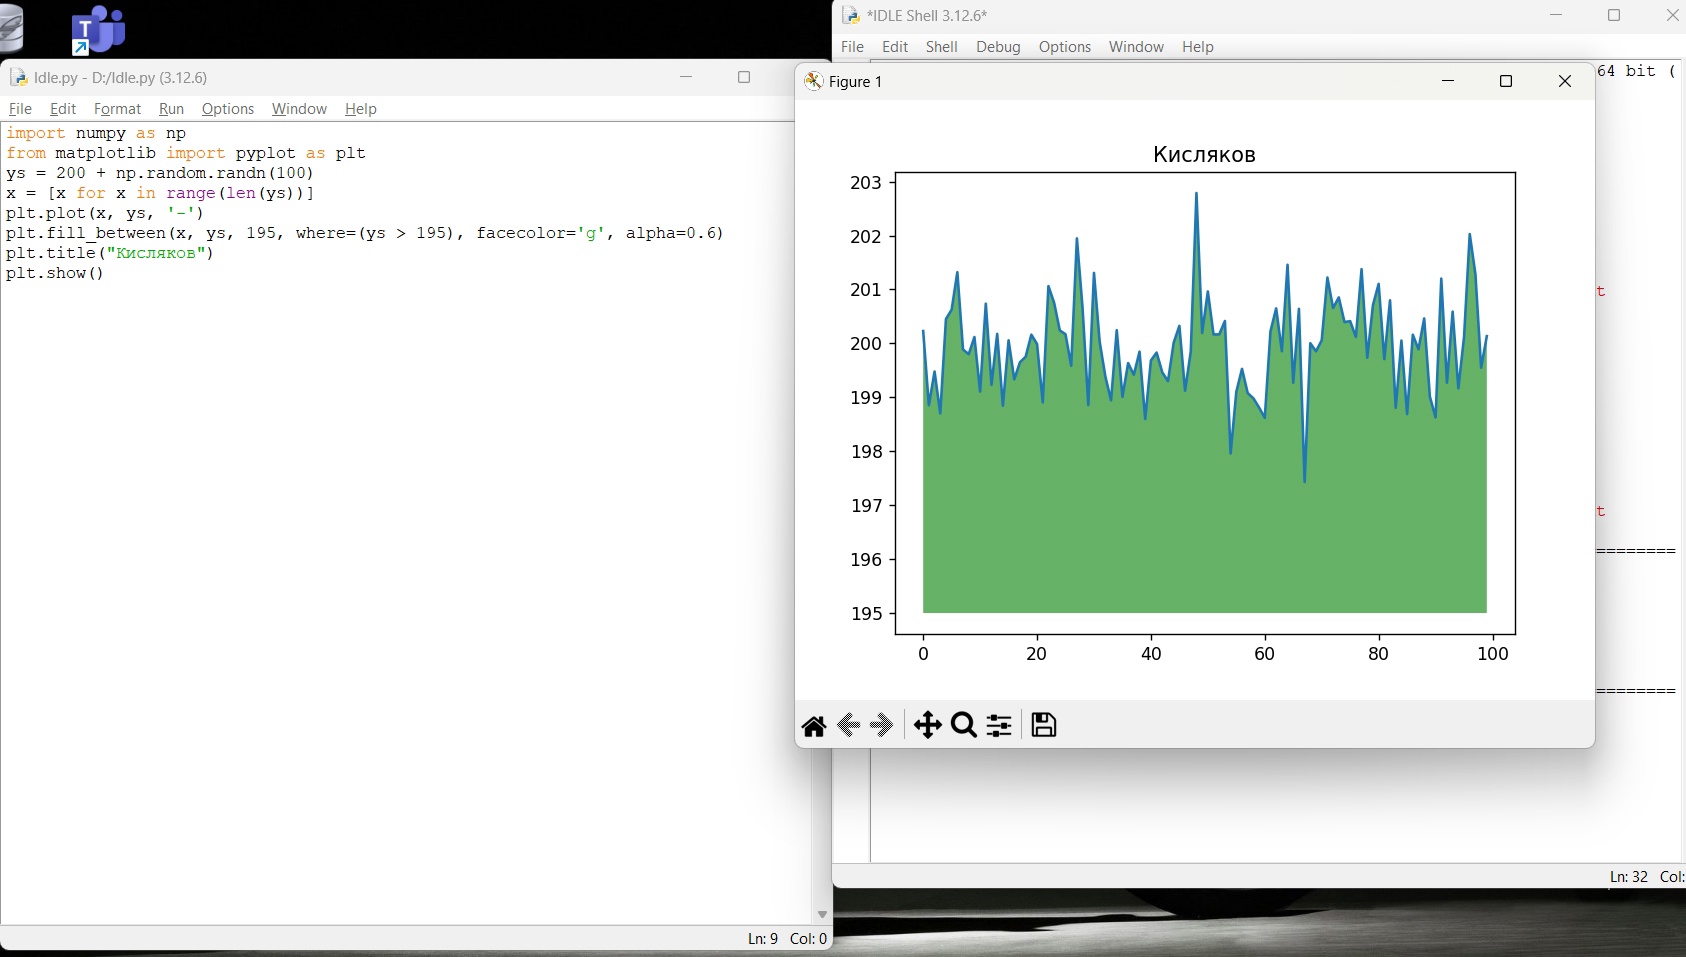 *IDLE Shell 3.12.6*
File Edit Shell Debug Options Window Help
64 bit (
t
t
=========
=========
Ln: 32 Col:
Idle.py - D:/Idle.py (3.12.6)
File Edit Format Run Options Window Help
import numpy as np
from matplotlib import pyplot as plt
ys = 200 + np.random.randn(100)
x = [x for x in range(len(ys))]
plt.plot(x, ys, '-')
plt.fill_between(x, ys, 195, where=(ys > 195), facecolor='g', alpha=0.6)
plt.title("Кисляков")
plt.show()
Ln: 9 Col: 0
Figure 1
Кисляков
203
202
201
200
199
198
197
196
195
0 20 40 60 80 100